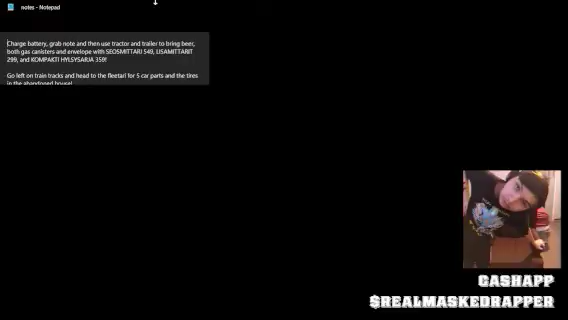 notes - Notepad
Charge battery, grab note and then use tractor and trailer to bring beer,
both gas canisters and envelope with SEOSMITTARI 549, LISAMITTARIT
299, and KOMPAKTI HYLSYSARJA 359!
Go left on train tracks and head to the fleetari for 5 car parts and the tires
in the abandoned house!
CASHAPP
$REALMASKEDRAPPER